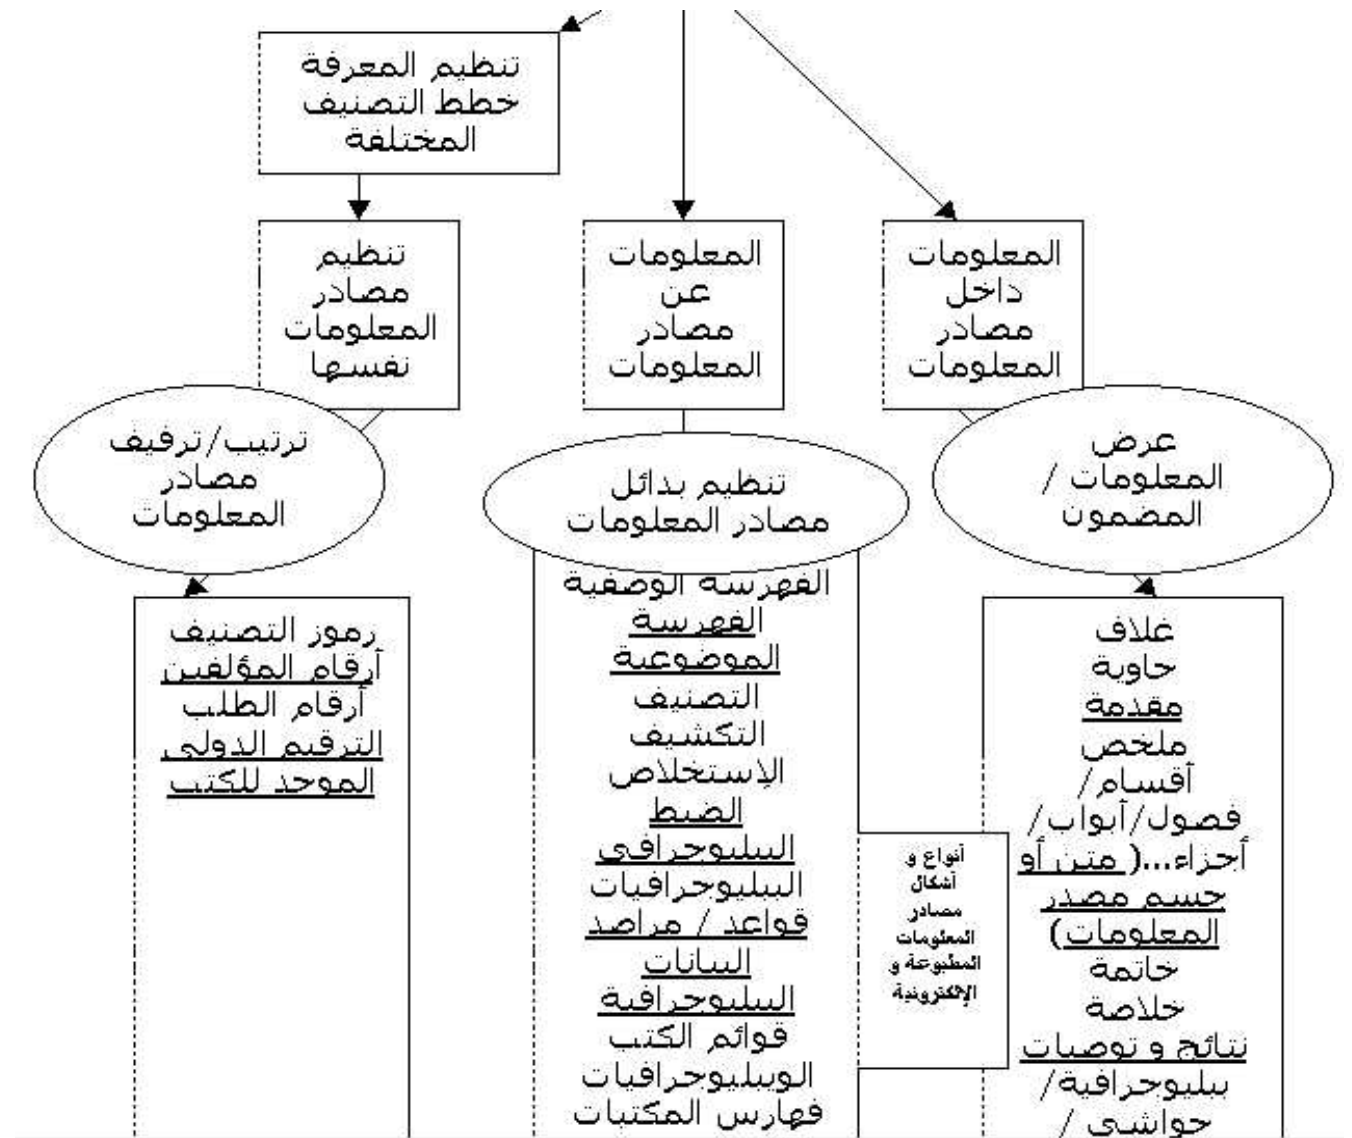 تنظيم المعرفة
خطط التصنيف
المختلفة
المعلومات
داخل
مصادر
المعلومات
المعلومات
عن
مصادر
المعلومات
تنظيم
مصادر
المعلومات
نفسها
عرض
المعلومات /
المضمون
تنظيم بدائل
مصادر المعلومات
ترتيب/ترفيف
مصادر
المعلومات
غلاف
حاوية
مقدمة
ملخص
أقسام/
فصول/أبواب/
أجزاء...( متن أو
جسم مصدر
المعلومات)
خاتمة
خلاصة
نتائج و توصيات
ببليوجرافية/
حواشي /
أنواع و
أشكال
مصادر
المعلومات
المطبوعة و
الإلكترونية
الفهرسة الوصفية
الفهرسة
الموضوعية
التصنيف
التكشيف
الإستخلاص
الضبط
الببليوجرافي
الببليوجرافيات
قواعد / مراصد
البيانات
الببليوجرافية
قوائم الكتب
الويبليوجرافيات
فهارس المكتبات
رموز التصنيف
أرقام المؤلفين
أرقام الطلب
الترقيم الدولي
الموحد للكتب